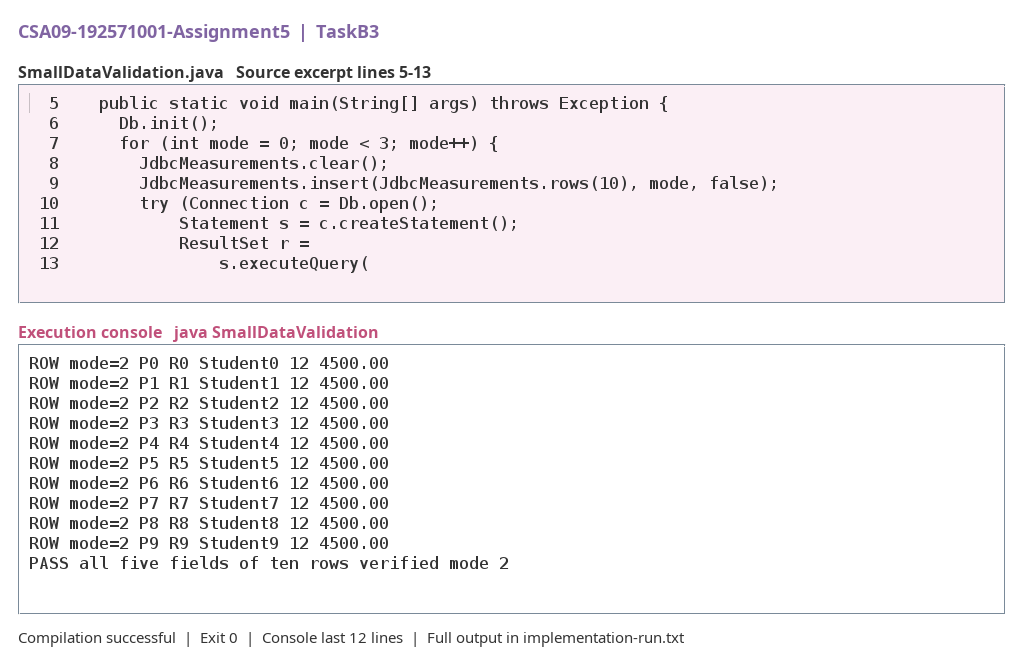 CSA09-192571001-Assignment5 | TaskB3
SmallDataValidation.java Source excerpt lines 5-13
5 public static void main(String[] args) throws Exception {
6 Db.init();
7 for (int mode = 0; mode < 3; mode++) {
8 JdbcMeasurements.clear();
9 JdbcMeasurements.insert(JdbcMeasurements.rows(10), mode, false);
10 try (Connection c = Db.open();
11 Statement s = c.createStatement();
12 ResultSet r =
13 s.executeQuery(
Execution console java SmallDataValidation
ROW mode=2 P0 R0 Student0 12 4500.00
ROW mode=2 P1 R1 Student1 12 4500.00
ROW mode=2 P2 R2 Student2 12 4500.00
ROW mode=2 P3 R3 Student3 12 4500.00
ROW mode=2 P4 R4 Student4 12 4500.00
ROW mode=2 P5 R5 Student5 12 4500.00
ROW mode=2 P6 R6 Student6 12 4500.00
ROW mode=2 P7 R7 Student7 12 4500.00
ROW mode=2 P8 R8 Student8 12 4500.00
ROW mode=2 P9 R9 Student9 12 4500.00
PASS all five fields of ten rows verified mode 2
Compilation successful | Exit 0 | Console last 12 lines | Full output in implementation-run.txt